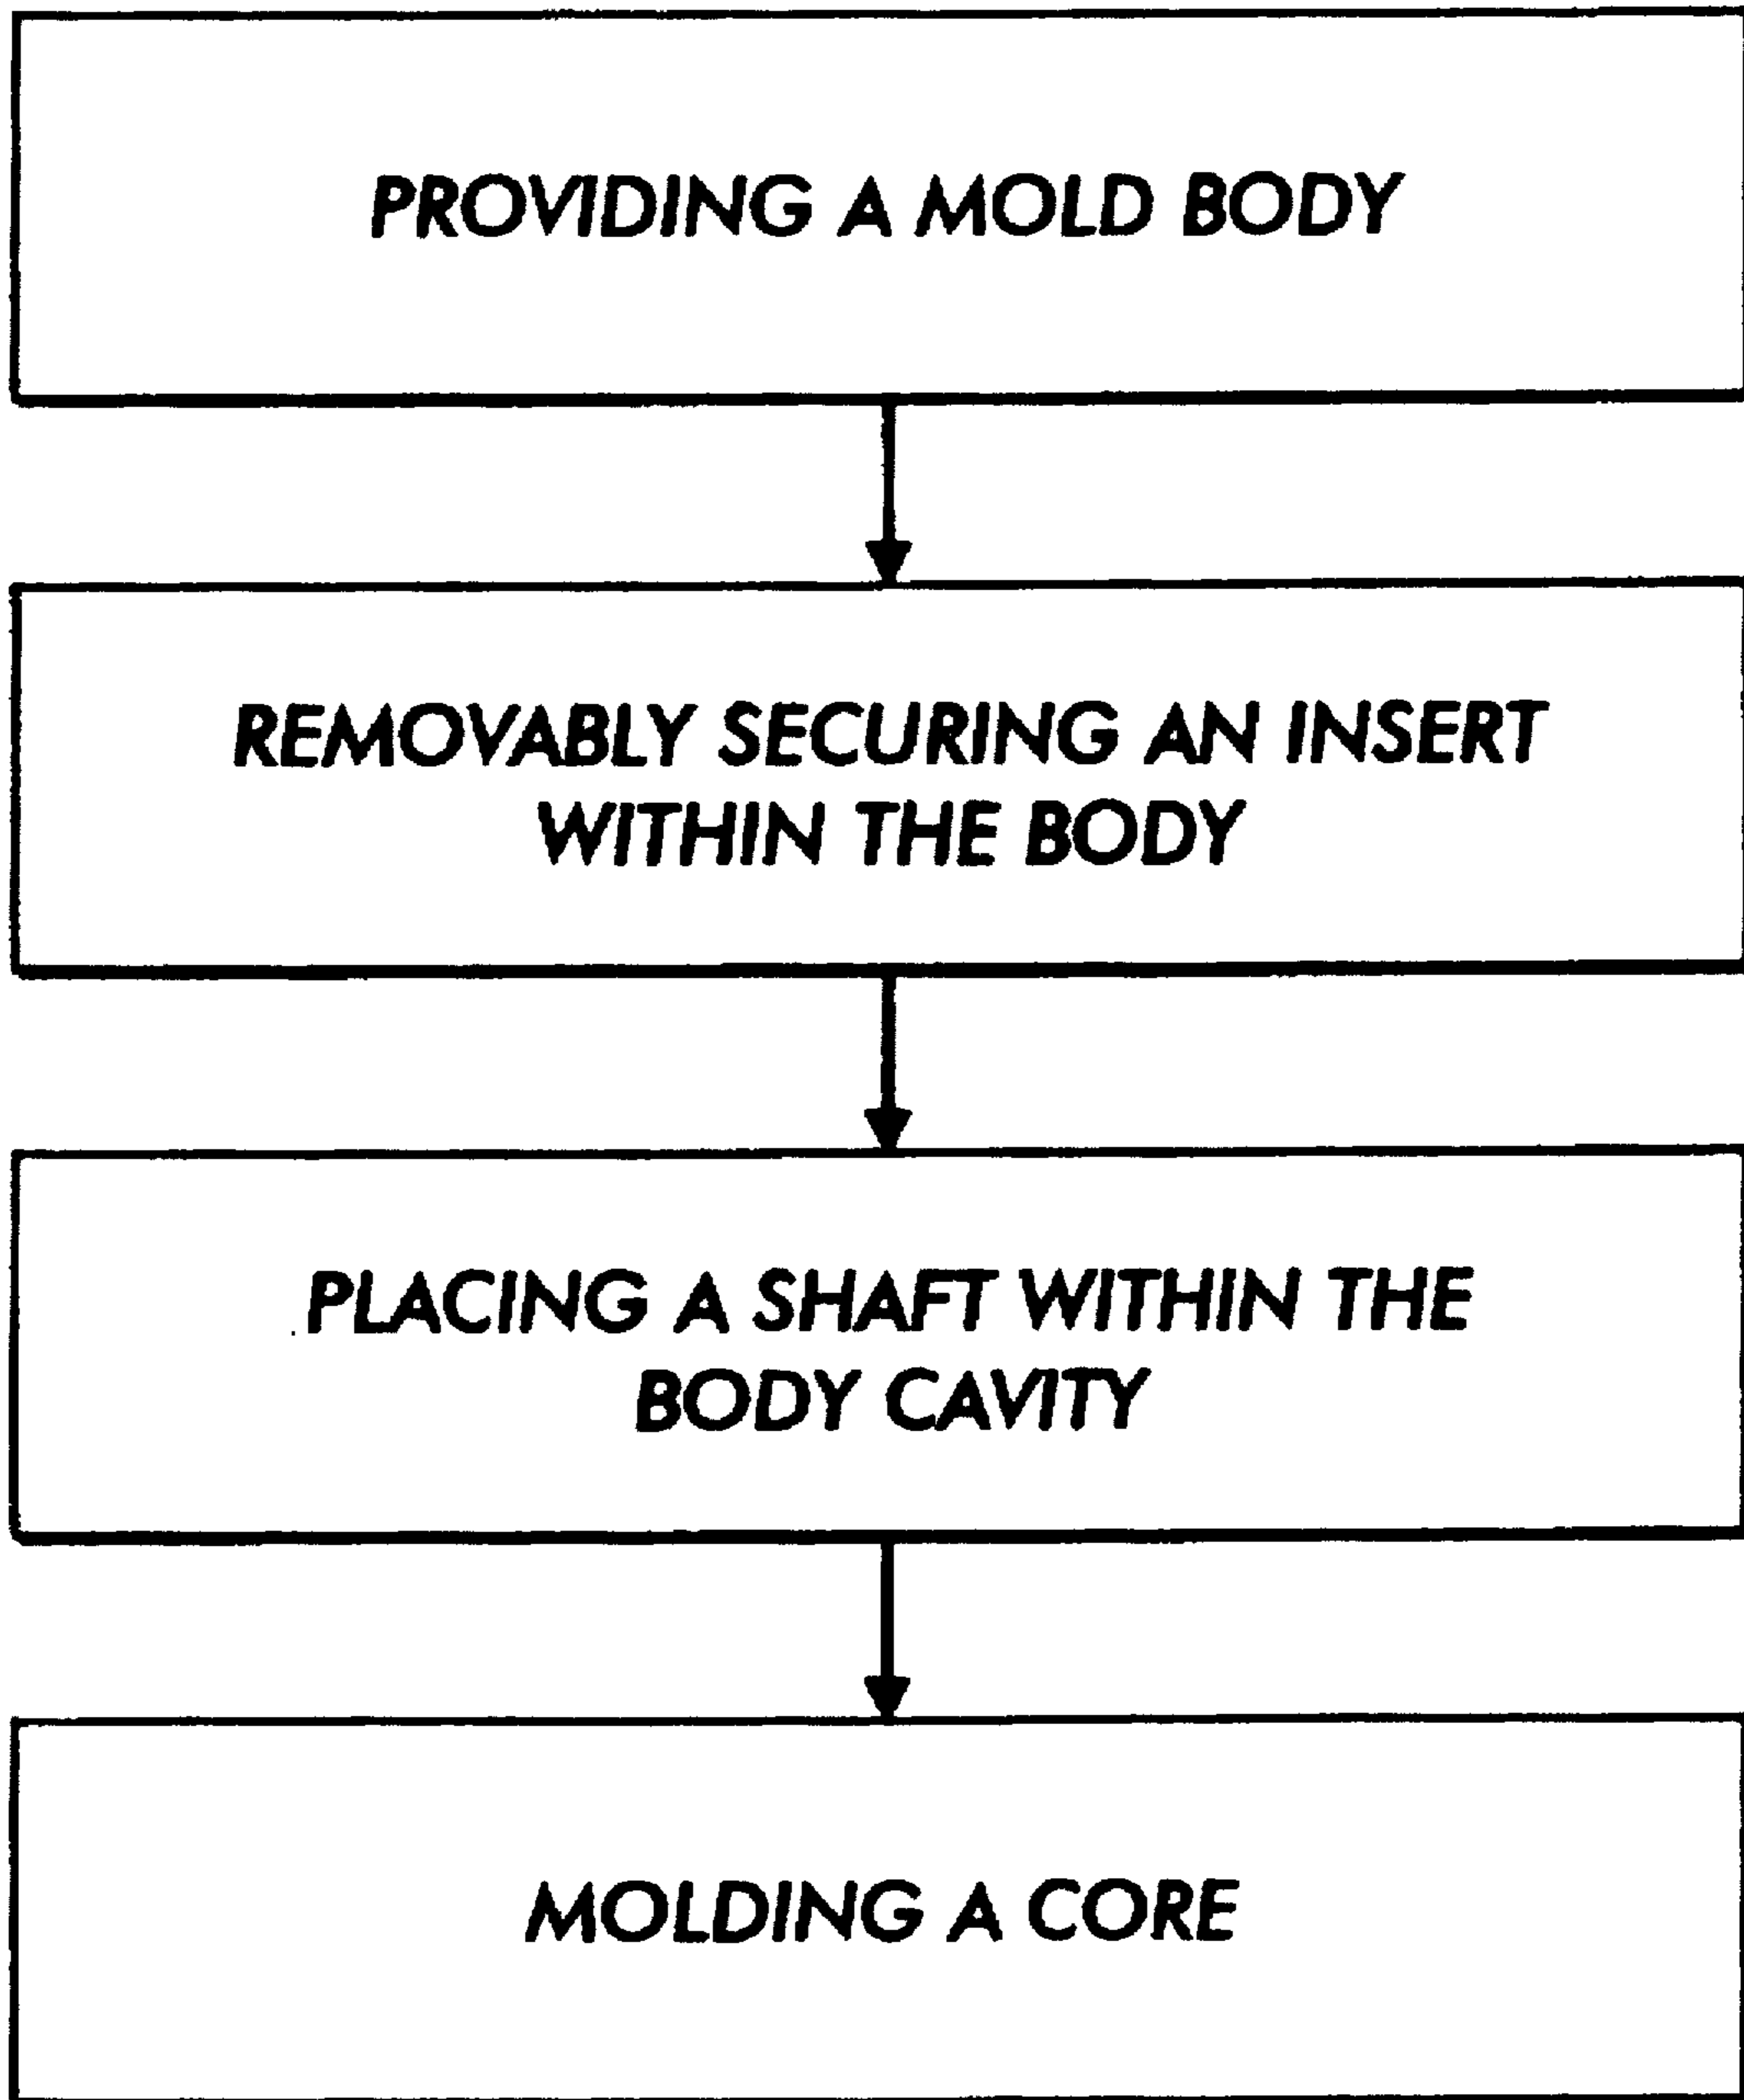 PROVIDING A MOLD BODY
REMOVABLY SECURING AN INSERT
WITHIN THE BODY
PLACING A SHAFT WITHIN THE
BODY CAVITY
MOLDING A CORE